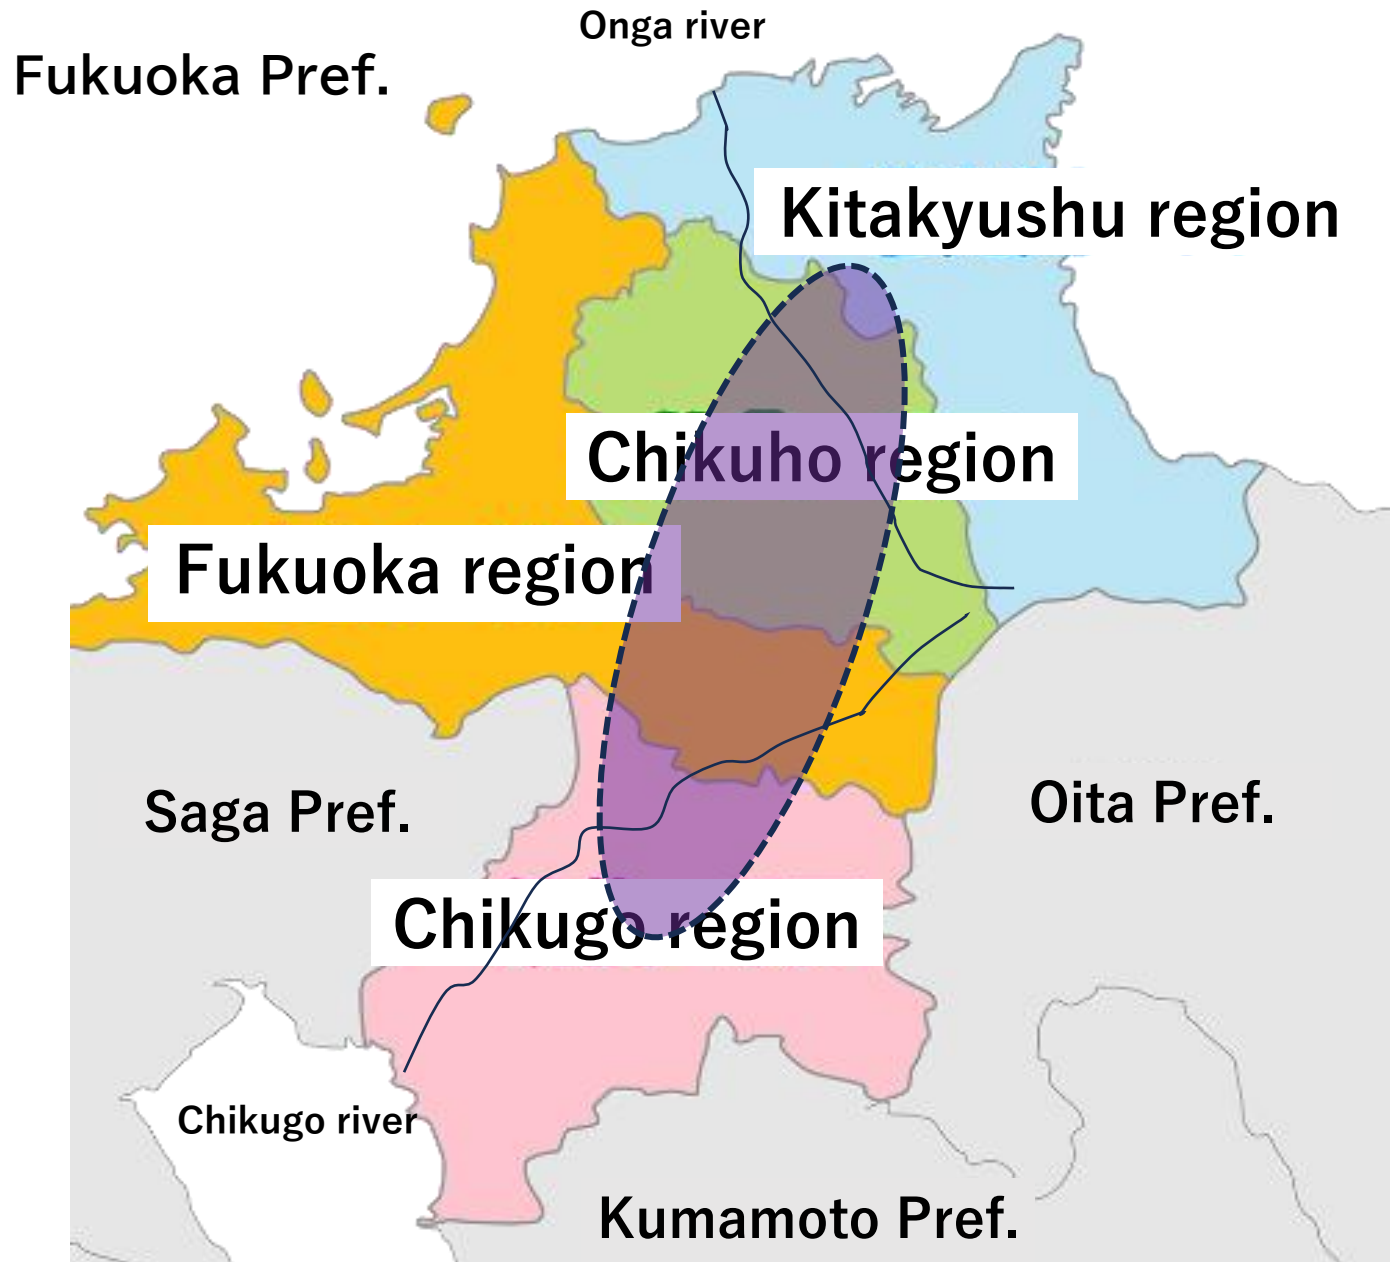 Onga river
Fukuoka Pref.
Kitakyushu region
Chikuho region
Fukuoka region
Saga Pref.
Oita Pref.
Chikugo region
Chikugo river
Kumamoto Pref.